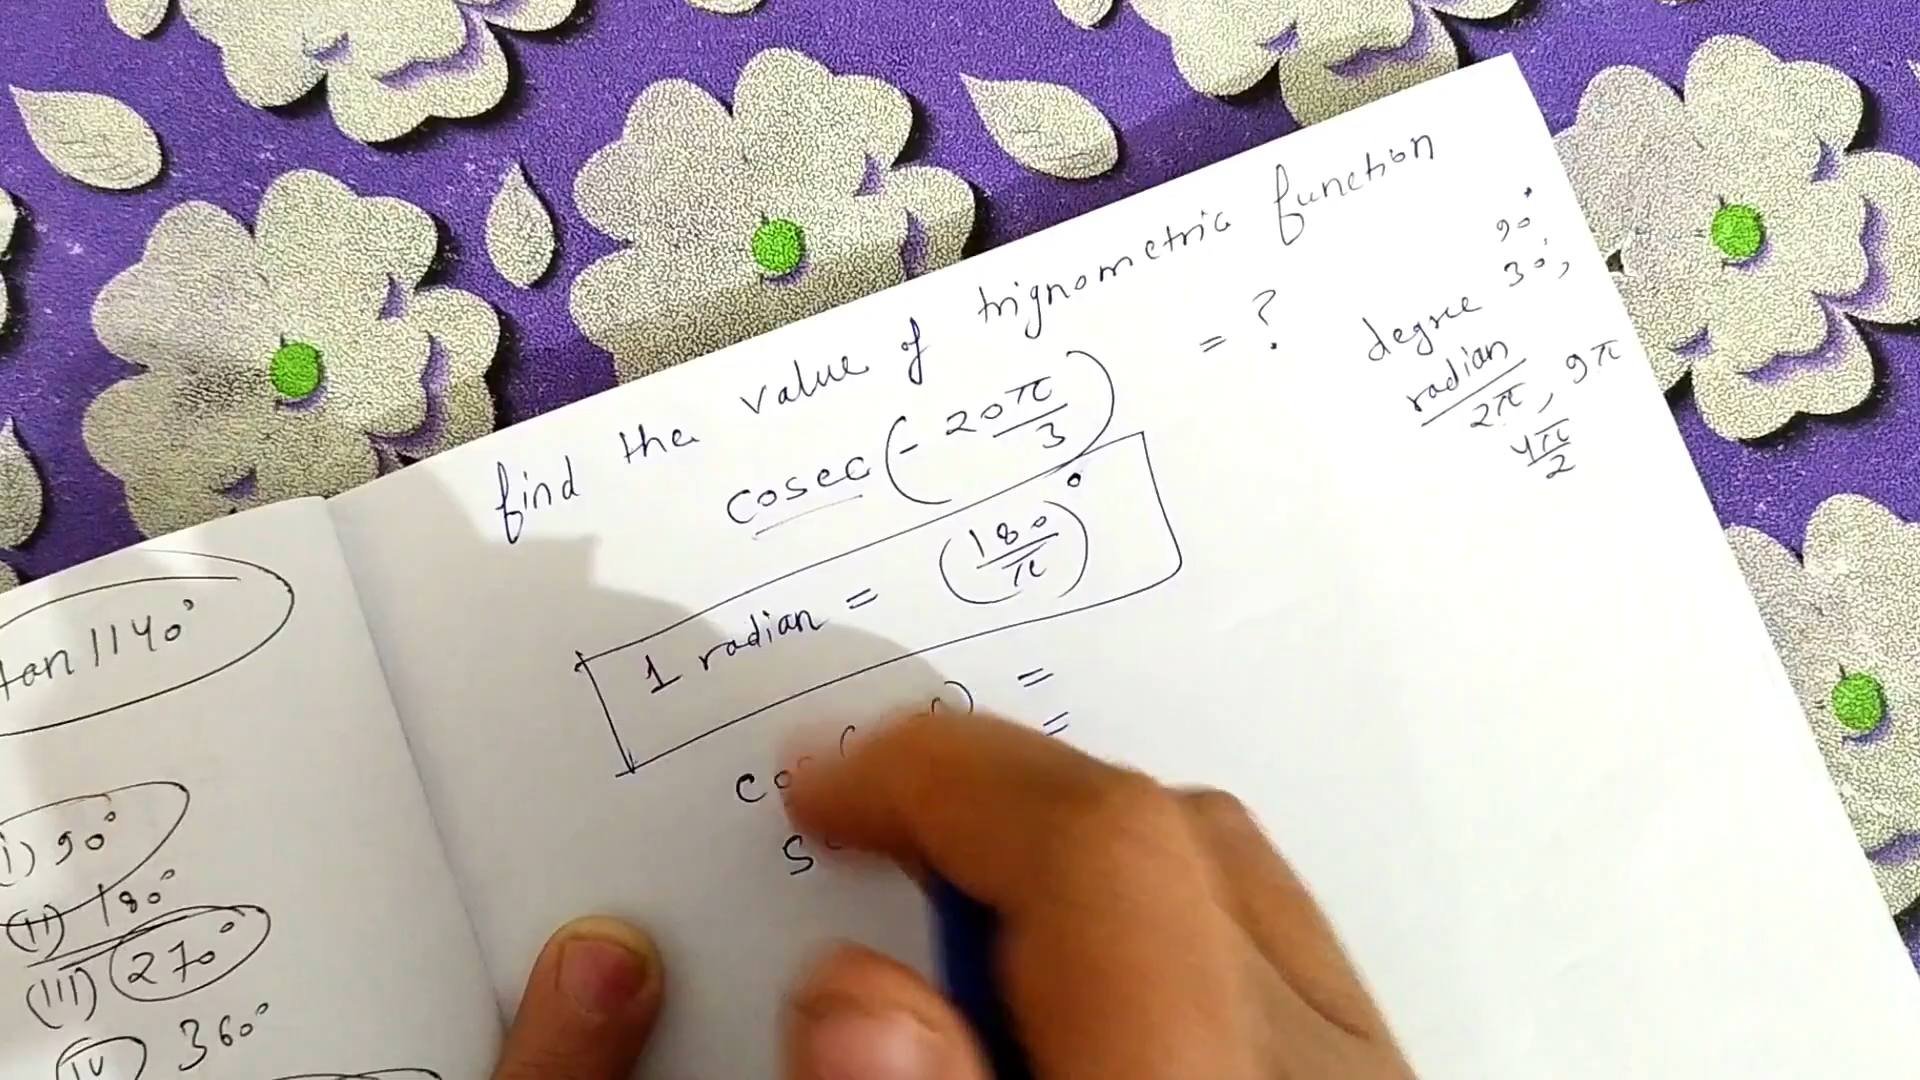 find the value of trignometric function
cosec (- 20π/3) = ?
1 radian = (180/π)°
=
=
degree 30°,
90°
radian
2π, 9π
4π/2
tan 1140°
(i) 90°
(ii) 180°
(iii) 270°
(iv) 360°